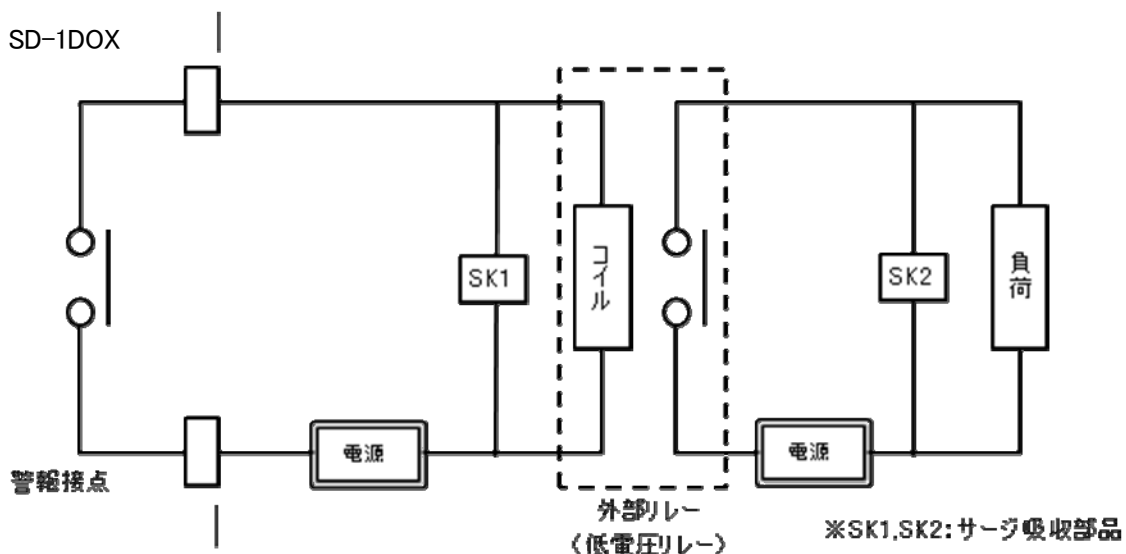 SD-1DOX
SK1
コイル
SK2
負荷
電源
電源
警報接点
外部リレー
(低電圧リレー)
※SK1,SK2:サージ吸収部品